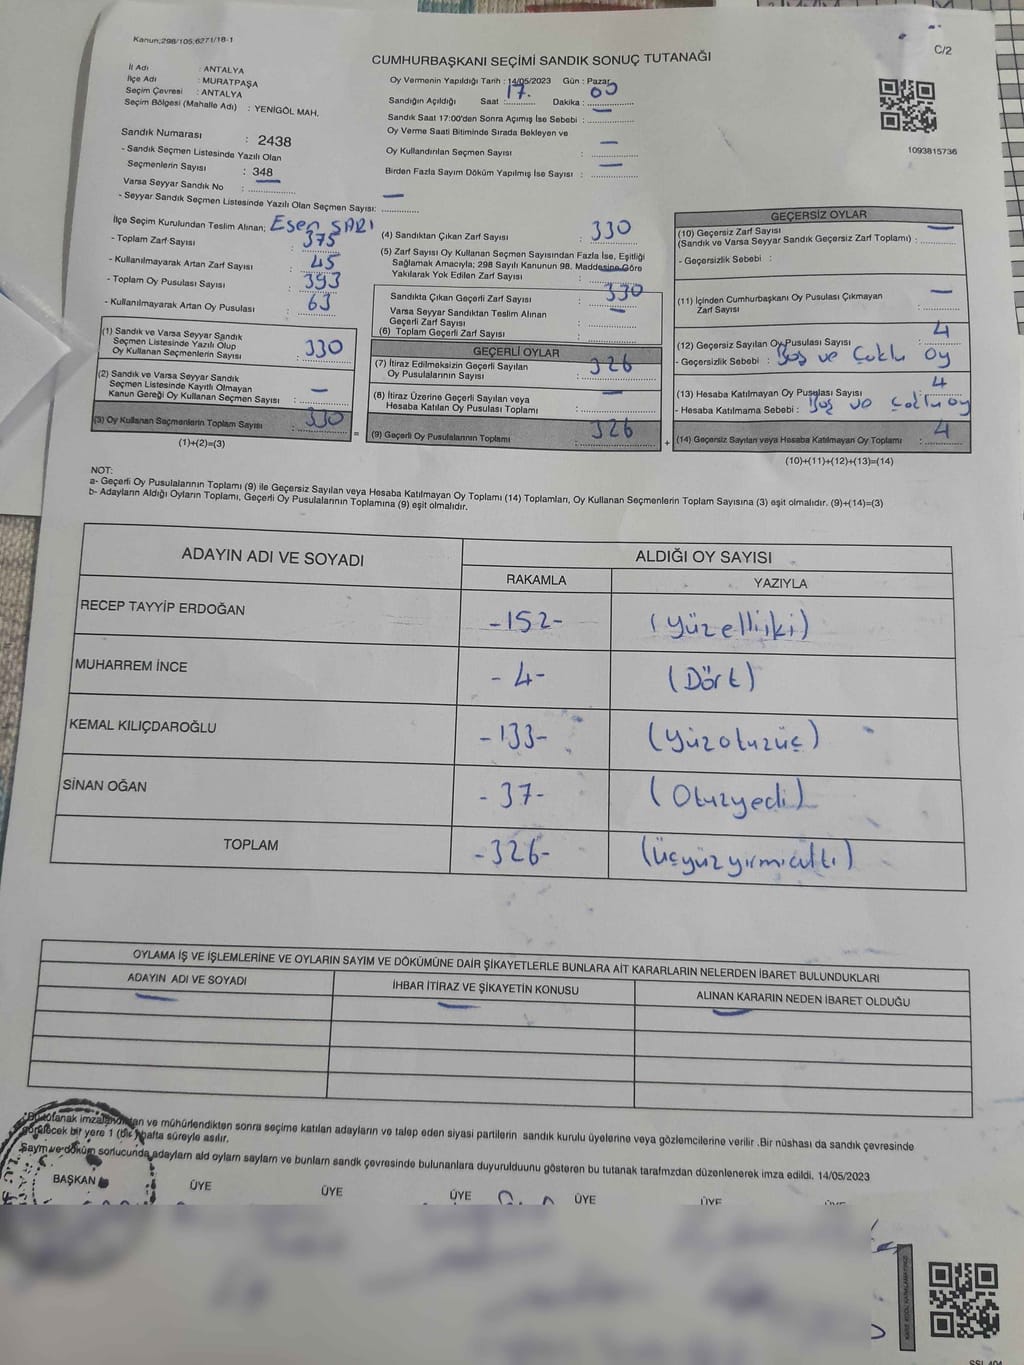 Kanun;298/105,6271/18-1
C/2
CUMHURBAŞKANI SEÇİMİ SANDIK SONUÇ TUTANAĞI
İl Adı : ANTALYA
İlçe Adı : MURATPAŞA
Seçim Çevresi : ANTALYA
Seçim Bölgesi (Mahalle Adı) : YENİGÖL MAH.
Sandık Numarası : 2438
- Sandık Seçmen Listesinde Yazılı Olan
Seçmenlerin Sayısı : 348
Varsa Seyyar Sandık No : —
- Seyyar Sandık Seçmen Listesinde Yazılı Olan Seçmen Sayısı: —
Oy Vermenin Yapıldığı Tarih : 14/05/2023 Gün : Pazar
Sandığın Açıldığı Saat : 17. Dakika : 00
Sandık Saat 17:00'den Sonra Açımış İse Sebebi : —
Oy Verme Saati Bitiminde Sırada Bekleyen ve
Oy Kullandırılan Seçmen Sayısı : —
Birden Fazla Sayım Döküm Yapılmış İse Sayısı : —
1093815736
İlçe Seçim Kurulundan Teslim Alınan; Esen SARI
- Toplam Zarf Sayısı : 375
- Kullanılmayarak Artan Zarf Sayısı : 45
- Toplam Oy Pusulası Sayısı : 393
- Kullanılmayarak Artan Oy Pusulası : 63
(1) Sandık ve Varsa Seyyar Sandık
Seçmen Listesinde Yazılı Olup
Oy Kullanan Seçmenlerin Sayısı : 330
(2) Sandık ve Varsa Seyyar Sandık
Seçmen Listesinde Kayıtlı Olmayan
Kanun Gereği Oy Kullanan Seçmen Sayısı : —
(3) Oy Kullanan Seçmenlerin Toplam Sayısı : 330
(1)+(2)=(3)
(4) Sandıktan Çıkan Zarf Sayısı : 330
(5) Zarf Sayısı Oy Kullanan Seçmen Sayısından Fazla İse, Eşitliği
Sağlamak Amacıyla; 298 Sayılı Kanunun 98. Maddesine Göre
Yakılarak Yok Edilen Zarf Sayısı : —
Sandıkta Çıkan Geçerli Zarf Sayısı : 330
Varsa Seyyar Sandıktan Teslim Alınan
Geçerli Zarf Sayısı : —
(6) Toplam Geçerli Zarf Sayısı :
GEÇERLİ OYLAR
(7) İtiraz Edilmeksizin Geçerli Sayılan
Oy Pusulalarının Sayısı : 326
(8) İtiraz Üzerine Geçerli Sayılan veya
Hesaba Katılan Oy Pusulası Toplamı : —
(9) Geçerli Oy Pusulalarının Toplamı : 326
GEÇERSİZ OYLAR
(10) Geçersiz Zarf Sayısı
(Sandık ve Varsa Seyyar Sandık Geçersiz Zarf Toplamı) : —
- Geçersizlik Sebebi :
(11) İçinden Cumhurbaşkanı Oy Pusulası Çıkmayan
Zarf Sayısı : —
(12) Geçersiz Sayılan Oy Pusulası Sayısı : 4
- Geçersizlik Sebebi : Boş ve Çoklu oy
(13) Hesaba Katılmayan Oy Pusulası Sayısı : 4
- Hesaba Katılmama Sebebi : Boş ve Çoklu oy
(14) Geçersiz Sayılan veya Hesaba Katılmayan Oy Toplamı : 4
(10)+(11)+(12)+(13)=(14)
NOT:
a- Geçerli Oy Pusulalarının Toplamı (9) ile Geçersiz Sayılan veya Hesaba Katılmayan Oy Toplamı (14) Toplamları, Oy Kullanan Seçmenlerin Toplam Sayısına (3) eşit olmalıdır. (9)+(14)=(3)
b- Adayların Aldığı Oyların Toplamı, Geçerli Oy Pusulalarının Toplamına (9) eşit olmalıdır.
ADAYIN ADI VE SOYADI
ALDIĞI OY SAYISI
RAKAMLA YAZIYLA
RECEP TAYYİP ERDOĞAN -152- (yüzelliiki)
MUHARREM İNCE -4- (Dört)
KEMAL KILIÇDAROĞLU -133- (yüzotuzüç)
SİNAN OĞAN -37- (Otuzyedi)
TOPLAM -326- (üçyüzyirmialtı)
OYLAMA İŞ VE İŞLEMLERİNE VE OYLARIN SAYIM VE DÖKÜMÜNE DAİR ŞİKAYETLERLE BUNLARA AİT KARARLARIN NELERDEN İBARET BULUNDUKLARI
ADAYIN ADI VE SOYADI İHBAR İTİRAZ VE ŞİKAYETİN KONUSU ALINAN KARARIN NEDEN İBARET OLDUĞU
— — —
*Bu tutanak imzalandıktan ve mühürlendikten sonra seçime katılan adayların ve talep eden siyasi partilerin sandık kurulu üyelerine veya gözlemcilerine verilir .Bir nüshası da sandık çevresinde
görülecek bir yere 1 (bir) hafta süreyle asılır.
Sayım ve döküm sonucunda adayların ald oyların sayların ve bunların sandk çevresinde bulunanlara duyurulduunu gösteren bu tutanak tarafmzdan düzenlenerek imza edildi. 14/05/2023
BAŞKAN ÜYE ÜYE ÜYE ÜYE ÜYE